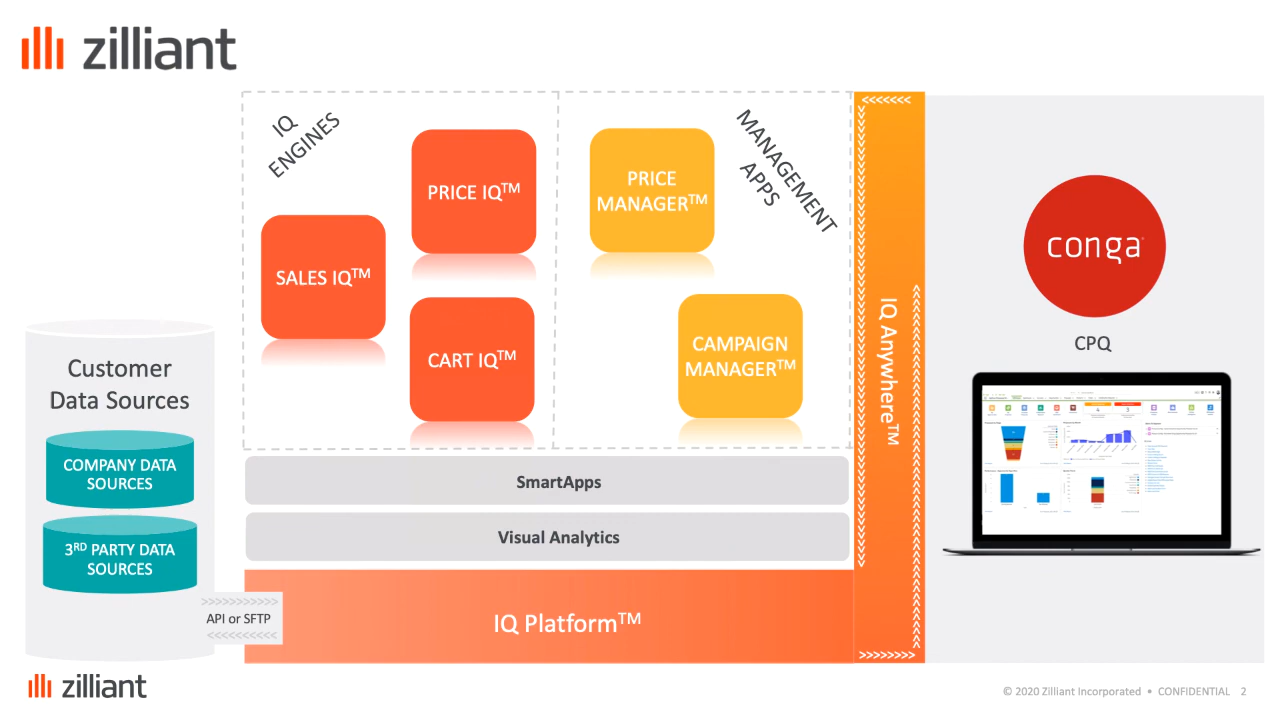 zilliant
IQ
ENGINES
MANAGEMENT
APPS
PRICE IQ™
PRICE
MANAGER™
SALES IQ™
CART IQ™
CAMPAIGN
MANAGER™
IQ Anywhere™
conga
CPQ
Customer
Data Sources
COMPANY DATA
SOURCES
3RD PARTY DATA
SOURCES
API or SFTP
SmartApps
Visual Analytics
IQ Platform™
zilliant
© 2020 Zilliant Incorporated • CONFIDENTIAL 2